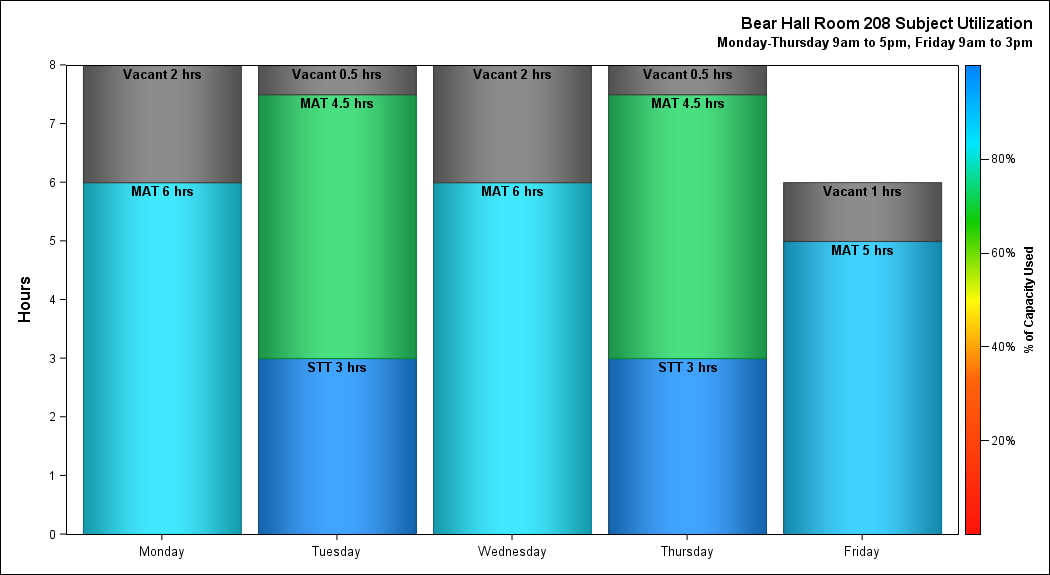 Bear Hall Room 208 Subject Utilization
Monday-Thursday 9am to 5pm, Friday 9am to 3pm
Hours
8
7
6
5
4
3
2
1
0
Vacant 2 hrs
MAT 6 hrs
Vacant 0.5 hrs
MAT 4.5 hrs
STT 3 hrs
Vacant 2 hrs
MAT 6 hrs
Vacant 0.5 hrs
MAT 4.5 hrs
STT 3 hrs
Vacant 1 hrs
MAT 5 hrs
Monday
Tuesday
Wednesday
Thursday
Friday
80%
60%
40%
20%
% of Capacity Used